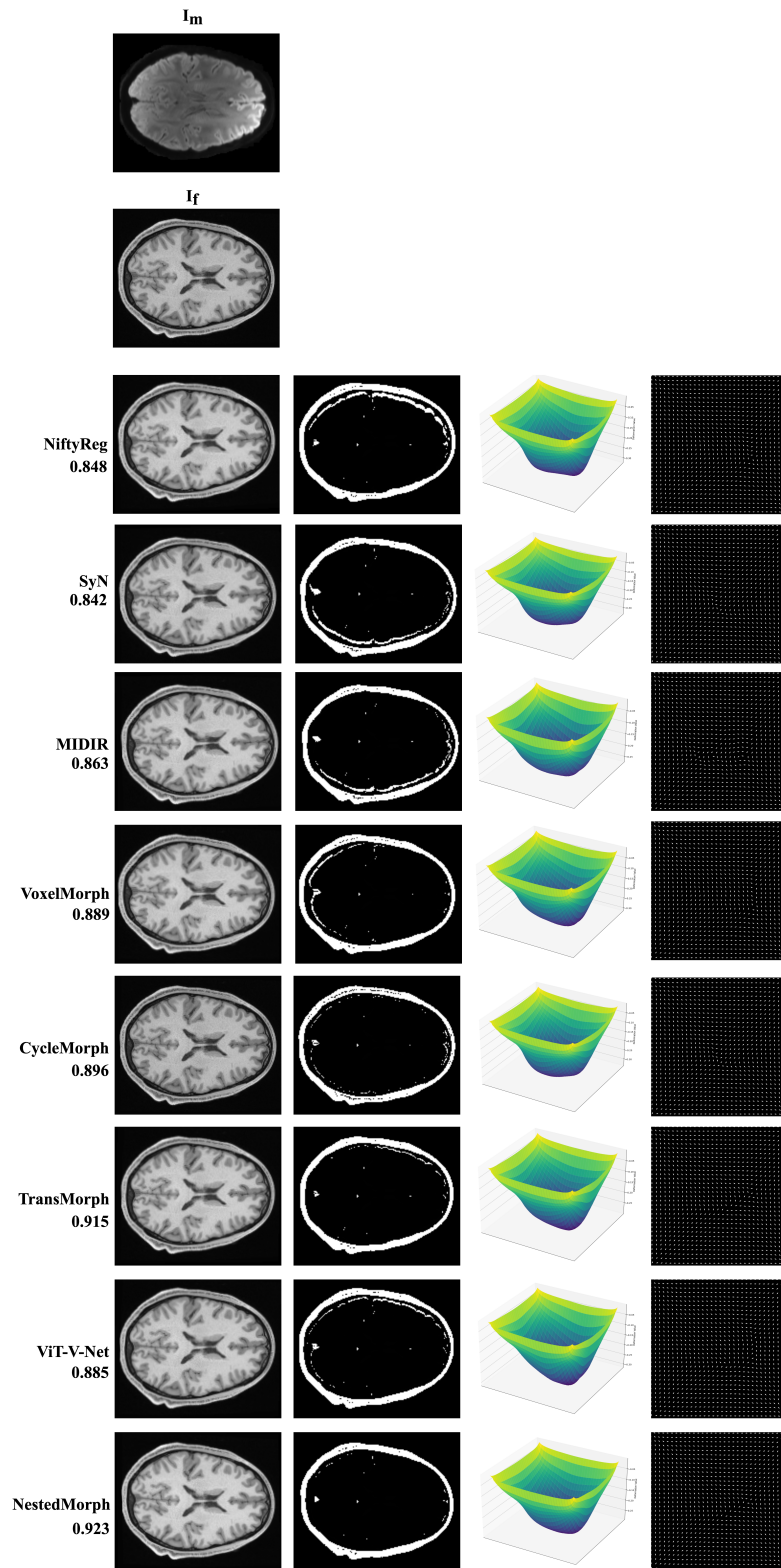 I_m
I_f
NiftyReg
0.848
SyN
0.842
MIDIR
0.863
VoxelMorph
0.889
CycleMorph
0.896
TransMorph
0.915
ViT-V-Net
0.885
NestedMorph
0.923